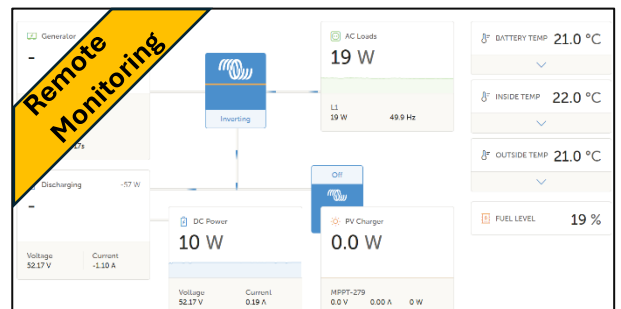 Generator
-
Remote
Monitoring
17s
Inverting
AC Loads
19 W
L1
19 W 49.9 Hz
BATTERY TEMP 21.0 °C
INSIDE TEMP 22.0 °C
OUTSIDE TEMP 21.0 °C
FUEL LEVEL 19 %
Discharging -57 W
-
Voltage Current
52.17 V -1.10 A
Off
DC Power
10 W
Voltage Current
52.17 V 0.19 A
PV Charger
0.0 W
MPPT-279
0.0 V 0.00 A 0 W